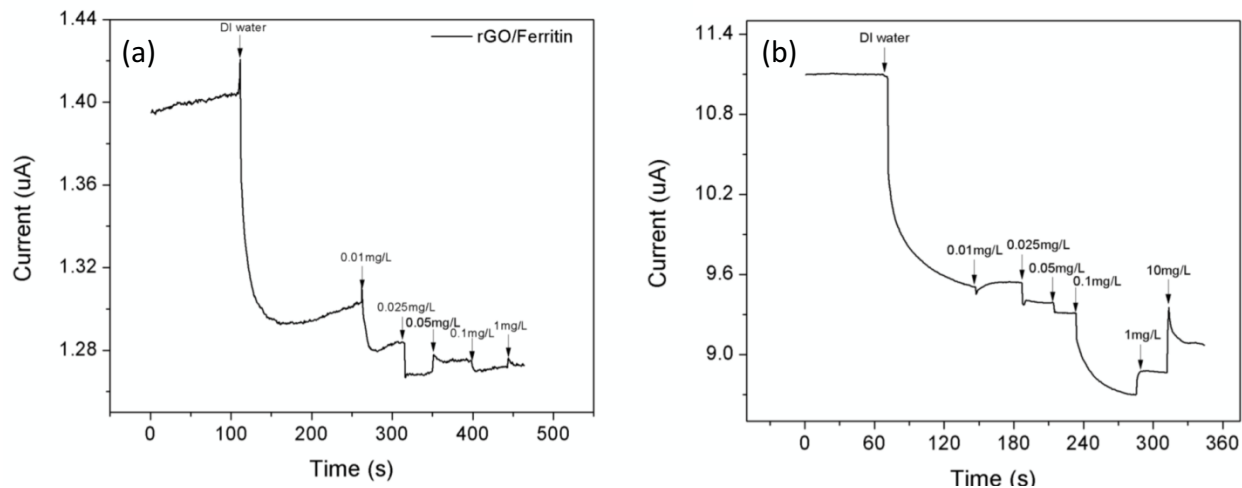 (a)
DI water
rGO/Ferritin
0.01mg/L
0.025mg/L
0.05mg/L
0.1mg/L
1mg/L
1.44
1.40
1.36
1.32
1.28
Current (uA)
0
100
200
300
400
500
Time (s)
(b)
DI water
0.01mg/L
0.025mg/L
0.05mg/L
0.1mg/L
1mg/L
10mg/L
11.4
10.8
10.2
9.6
9.0
Current (uA)
0
60
120
180
240
300
360
Time (s)